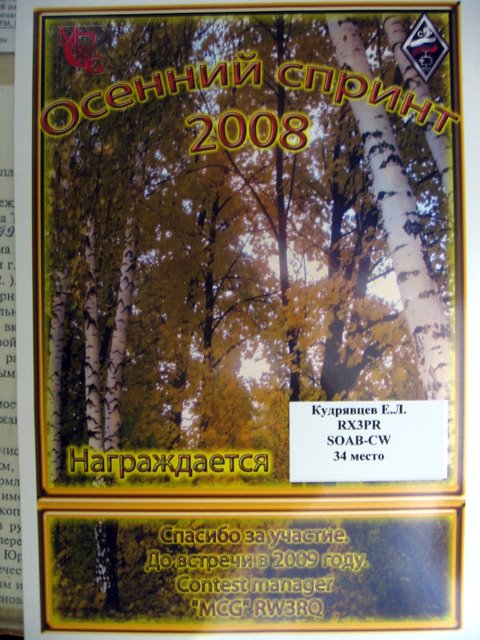 MCG
Осенний спринт
2008
Кудрявцев Е.Л.
RX3PR
SOAB-CW
34 место
Награждается
Спасибо за участие.
До встречи в 2009 году.
Contest manager
"MCG" RW3RQ